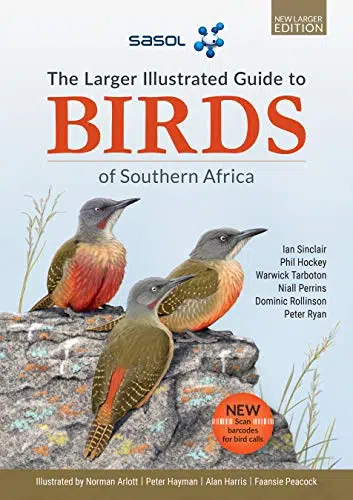 sasol
NEW LARGER
EDITION
The Larger Illustrated Guide to
BIRDS
of Southern Africa
Ian Sinclair
Phil Hockey
Warwick Tarboton
Niall Perrins
Dominic Rollinson
Peter Ryan
NEW
Scan
barcodes
for bird calls
Illustrated by Norman Arlott | Peter Hayman | Alan Harris | Faansie Peacock